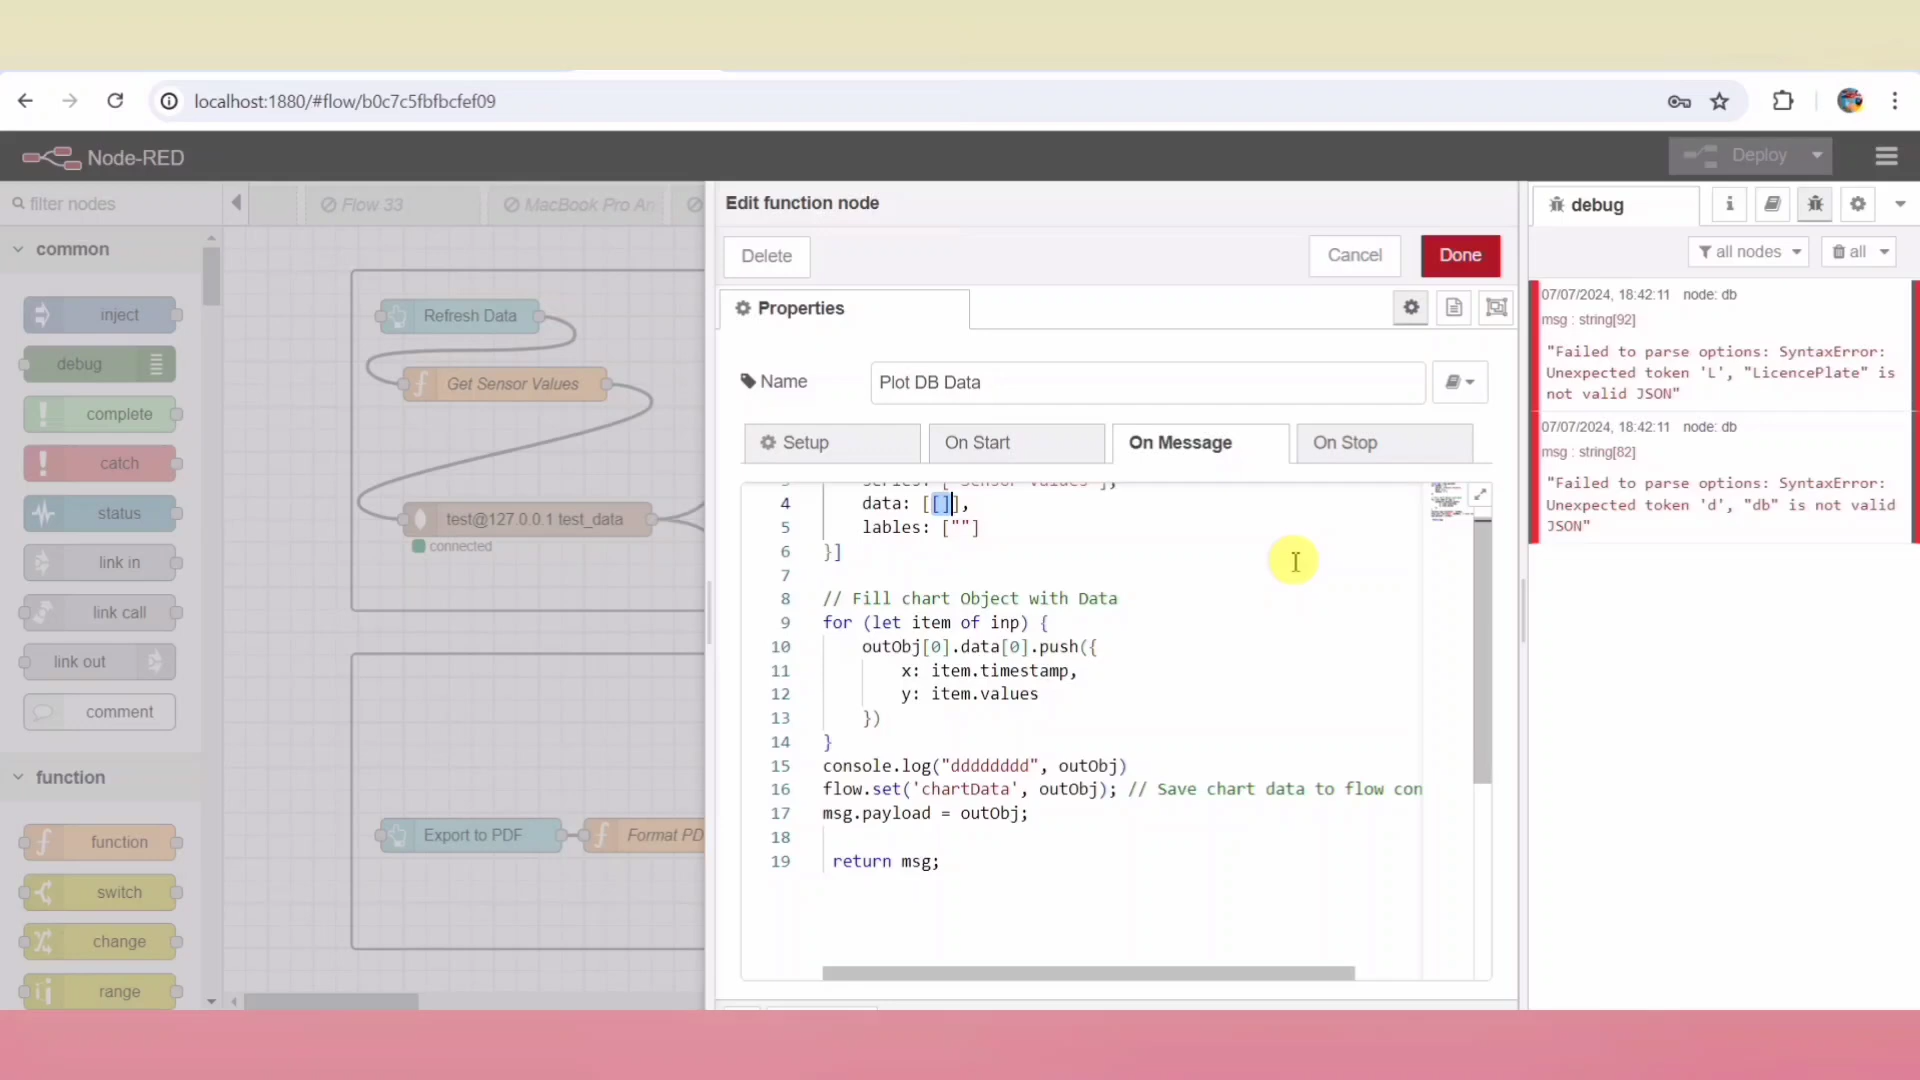 localhost:1880/#flow/b0c7c5fbfbcfef09
Node-RED
Deploy
filter nodes
Flow 33
MacBook Pro An
common
inject
debug
complete
catch
status
link in
link call
link out
comment
function
function
switch
change
range
Refresh Data
Get Sensor Values
test@127.0.0.1 test_data
connected
Export to PDF
Format PD
Edit function node
Delete
Cancel
Done
Properties
Name
Plot DB Data
Setup
On Start
On Message
On Stop
4 data: [[]],
5 lables: [""]
6 }]
7
8 // Fill chart Object with Data
9 for (let item of inp) {
10 outObj[0].data[0].push({
11 x: item.timestamp,
12 y: item.values
13 })
14 }
15 console.log("dddddddd", outObj)
16 flow.set('chartData', outObj); // Save chart data to flow con
17 msg.payload = outObj;
18
19 return msg;
debug
i
all nodes
all
07/07/2024, 18:42:11 node: db
msg : string[92]
"Failed to parse options: SyntaxError:
Unexpected token 'L', "LicencePlate" is
not valid JSON"
07/07/2024, 18:42:11 node: db
msg : string[82]
"Failed to parse options: SyntaxError:
Unexpected token 'd', "db" is not valid
JSON"